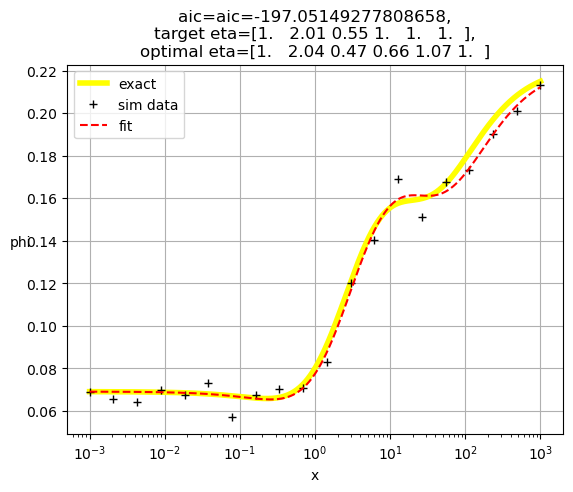 aic=aic=-197.05149277808658,
target eta=[1.   2.01 0.55 1.   1.   1.  ],
optimal eta=[1.   2.04 0.47 0.66 1.07 1.  ]
exact
sim data
fit
phi
0.22
0.20
0.18
0.16
0.14
0.12
0.10
0.08
0.06
10⁻³ 10⁻² 10⁻¹ 10⁰ 10¹ 10² 10³
x